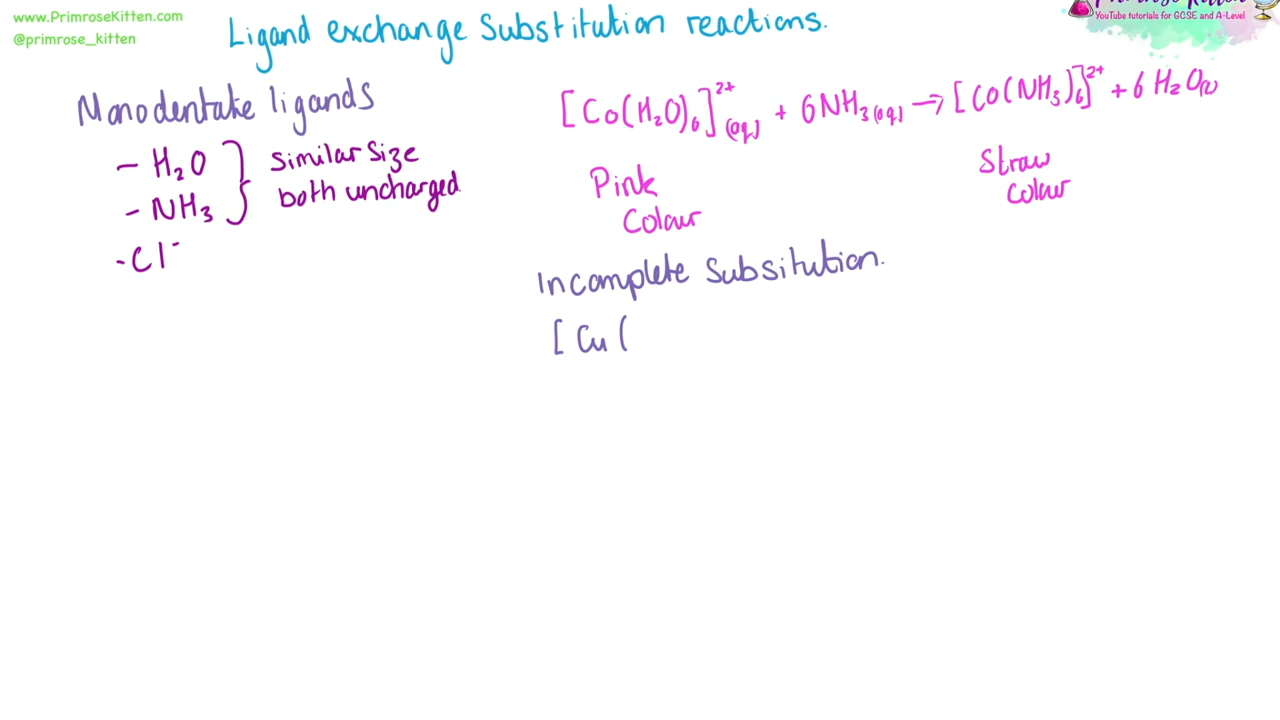 www.PrimroseKitten.com
@primrose_kitten
Primrose Kitten
YouTube tutorials for GCSE and A-Level
Ligand exchange Substitution reactions.
Monodentate ligands
- H₂O
- NH₃
similar size
both uncharged.
- Cl⁻
[Co(H₂O)₆]²⁺(aq) + 6NH₃(aq) → [Co(NH₃)₆]²⁺ + 6H₂O(l)
Pink
Colour
Straw
Colour
Incomplete Subsitution.
[Cu(